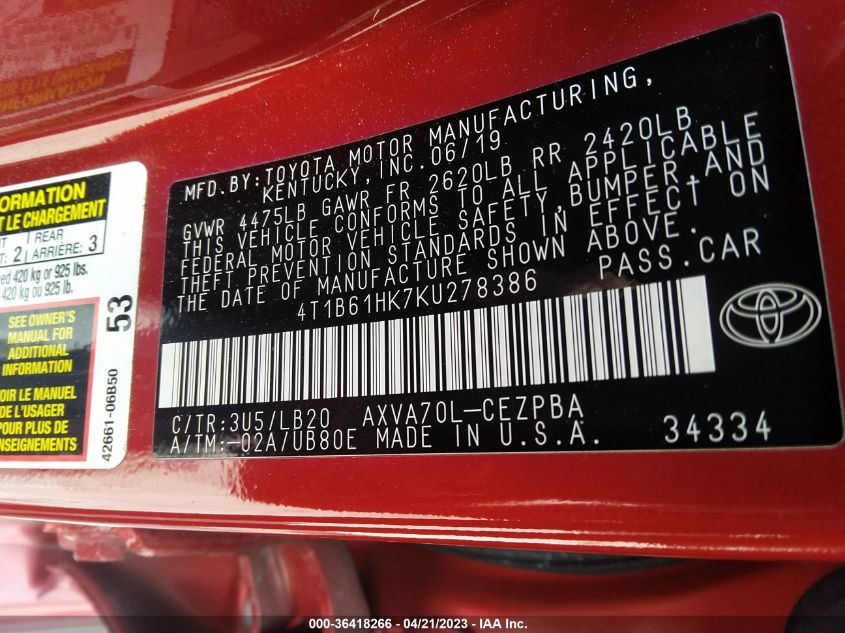 MFD. BY: TOYOTA MOTOR MANUFACTURING,
KENTUCKY, INC. 06/19
GVWR 4475LB GAWR FR 2620LB RR 2420LB
THIS VEHICLE CONFORMS TO ALL APPLICABLE
FEDERAL MOTOR VEHICLE SAFETY, BUMPER, AND
THEFT PREVENTION STANDARDS IN EFFECT ON
THE DATE OF MANUFACTURE SHOWN ABOVE.
4T1B61HK7KU278386 PASS. CAR
C/TR: 3U5/LB20 AXVA70L-CEZPBA
A/TM: -02A/UB80E MADE IN U.S.A. 34334
FORMATION
T LE CHARGEMENT
REAR
2 ARRIÈRE: 3
420 kg or 925 lbs.
420 kg ou 925 lb.
53
SEE OWNER'S
MANUAL FOR
ADDITIONAL
INFORMATION
VOIR LE MANUEL
DE L'USAGER
POUR PLUS DE
RENSEIGNEMENTS
42661-06B50
000-36418266 - 04/21/2023 - IAA Inc.